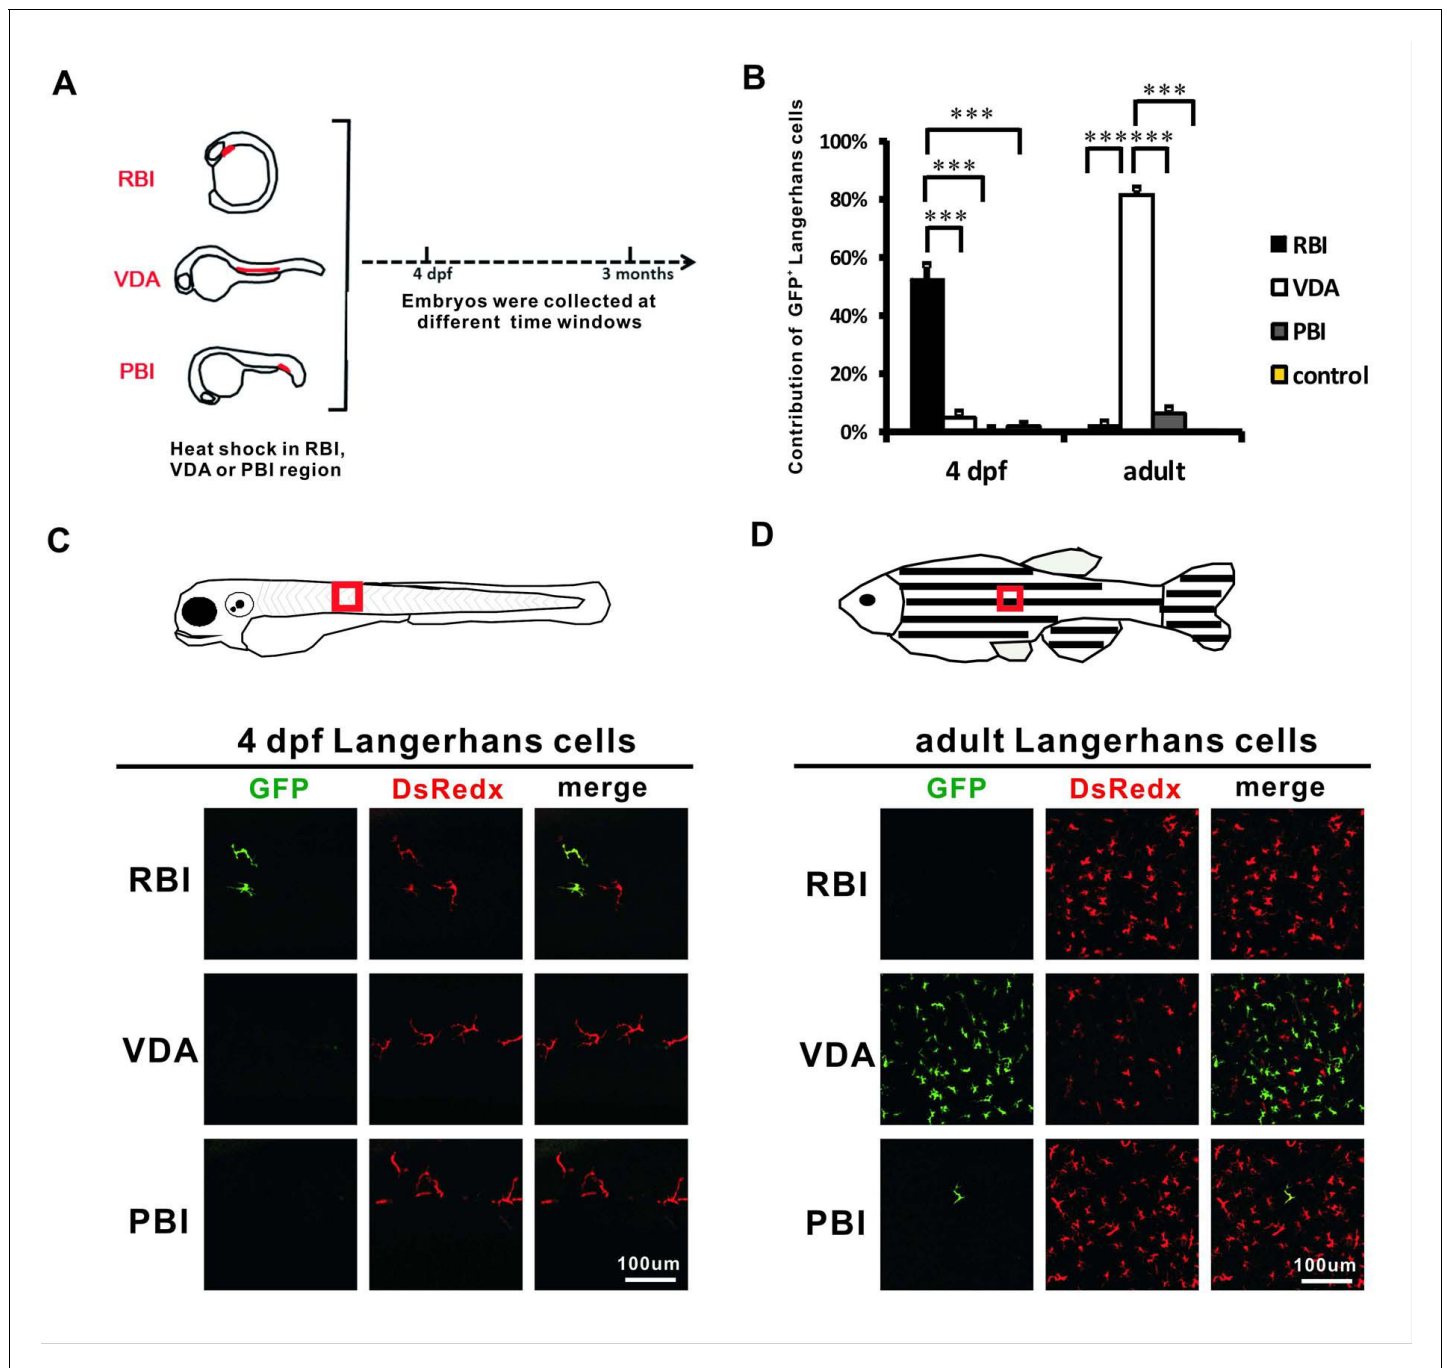 A
RBI
VDA
PBI
Heat shock in RBI,
VDA or PBI region
4 dpf
3 months
Embryos were collected at
different time windows
B
Contribution of GFP+ Langerhans cells
100%
80%
60%
40%
20%
0%
***
***
***
******
***
4 dpf
adult
RBI
VDA
PBI
control
C
4 dpf Langerhans cells
GFP DsRedx merge
RBI
VDA
PBI
100um
D
adult Langerhans cells
GFP DsRedx merge
RBI
VDA
PBI
100um